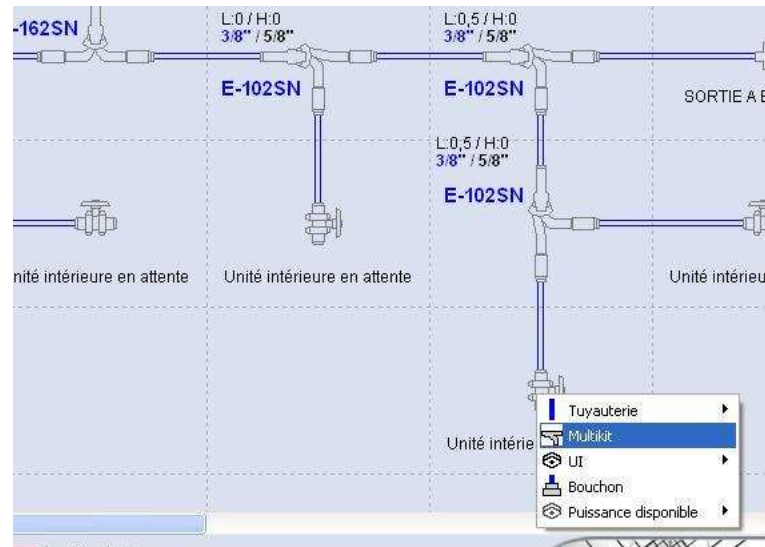 -162SN
L:0 / H:0
3/8" / 5/8"
L:0,5 / H:0
3/8" / 5/8"
E-102SN
E-102SN
SORTIE A
L:0,5 / H:0
3/8" / 5/8"
E-102SN
nité intérieure en attente
Unité intérieure en attente
Unité intérieu
Unité intérie
Tuyauterie
Multikit
UI
Bouchon
Puissance disponible